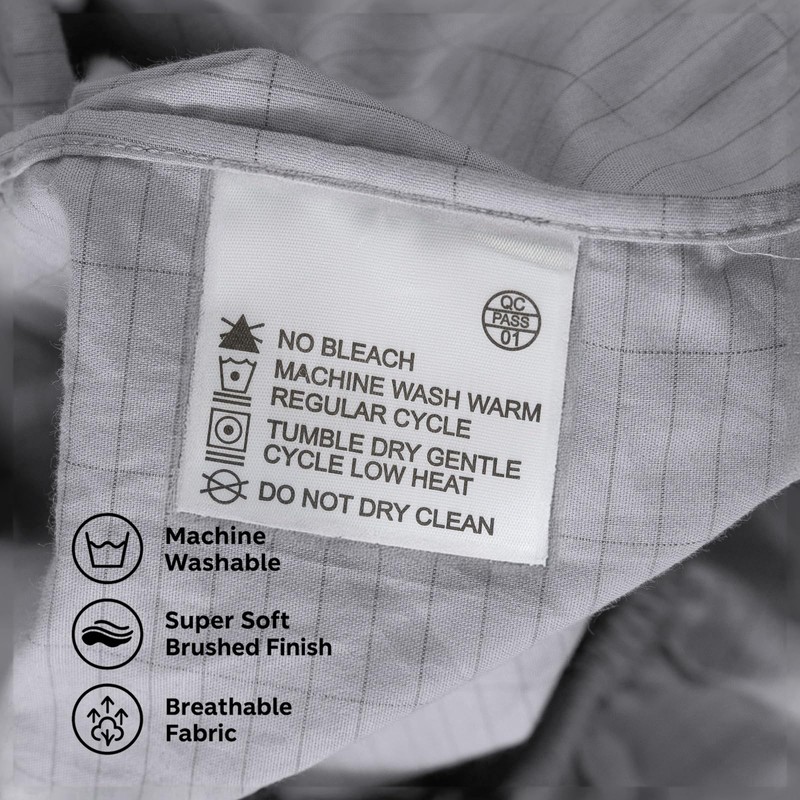 QC
PASS
01
NO BLEACH
MACHINE WASH WARM
REGULAR CYCLE
TUMBLE DRY GENTLE
CYCLE LOW HEAT
DO NOT DRY CLEAN
Machine
Washable
Super Soft
Brushed Finish
Breathable
Fabric